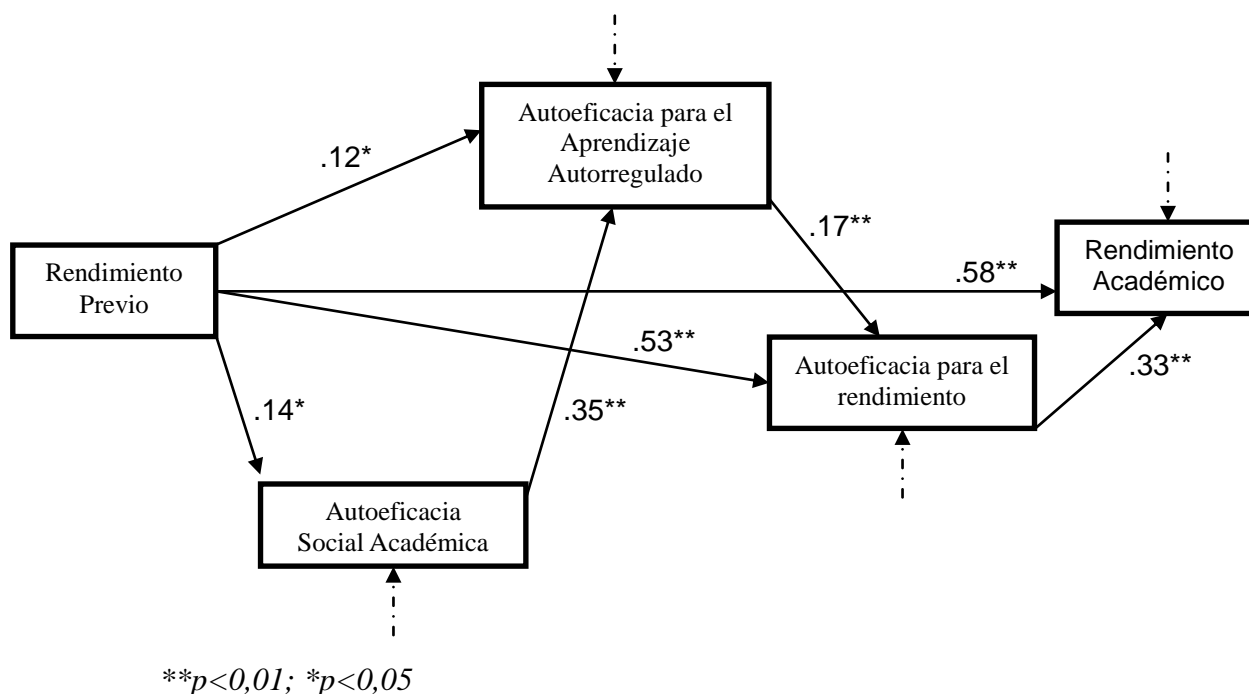 Autoeficacia para el
Aprendizaje
Autorregulado
.12*
.17**
Rendimiento
Previo
Rendimiento
Académico
.58**
.53**
Autoeficacia para el
rendimiento
.33**
.14*
.35**
Autoeficacia
Social Académica
**p<0,01; *p<0,05